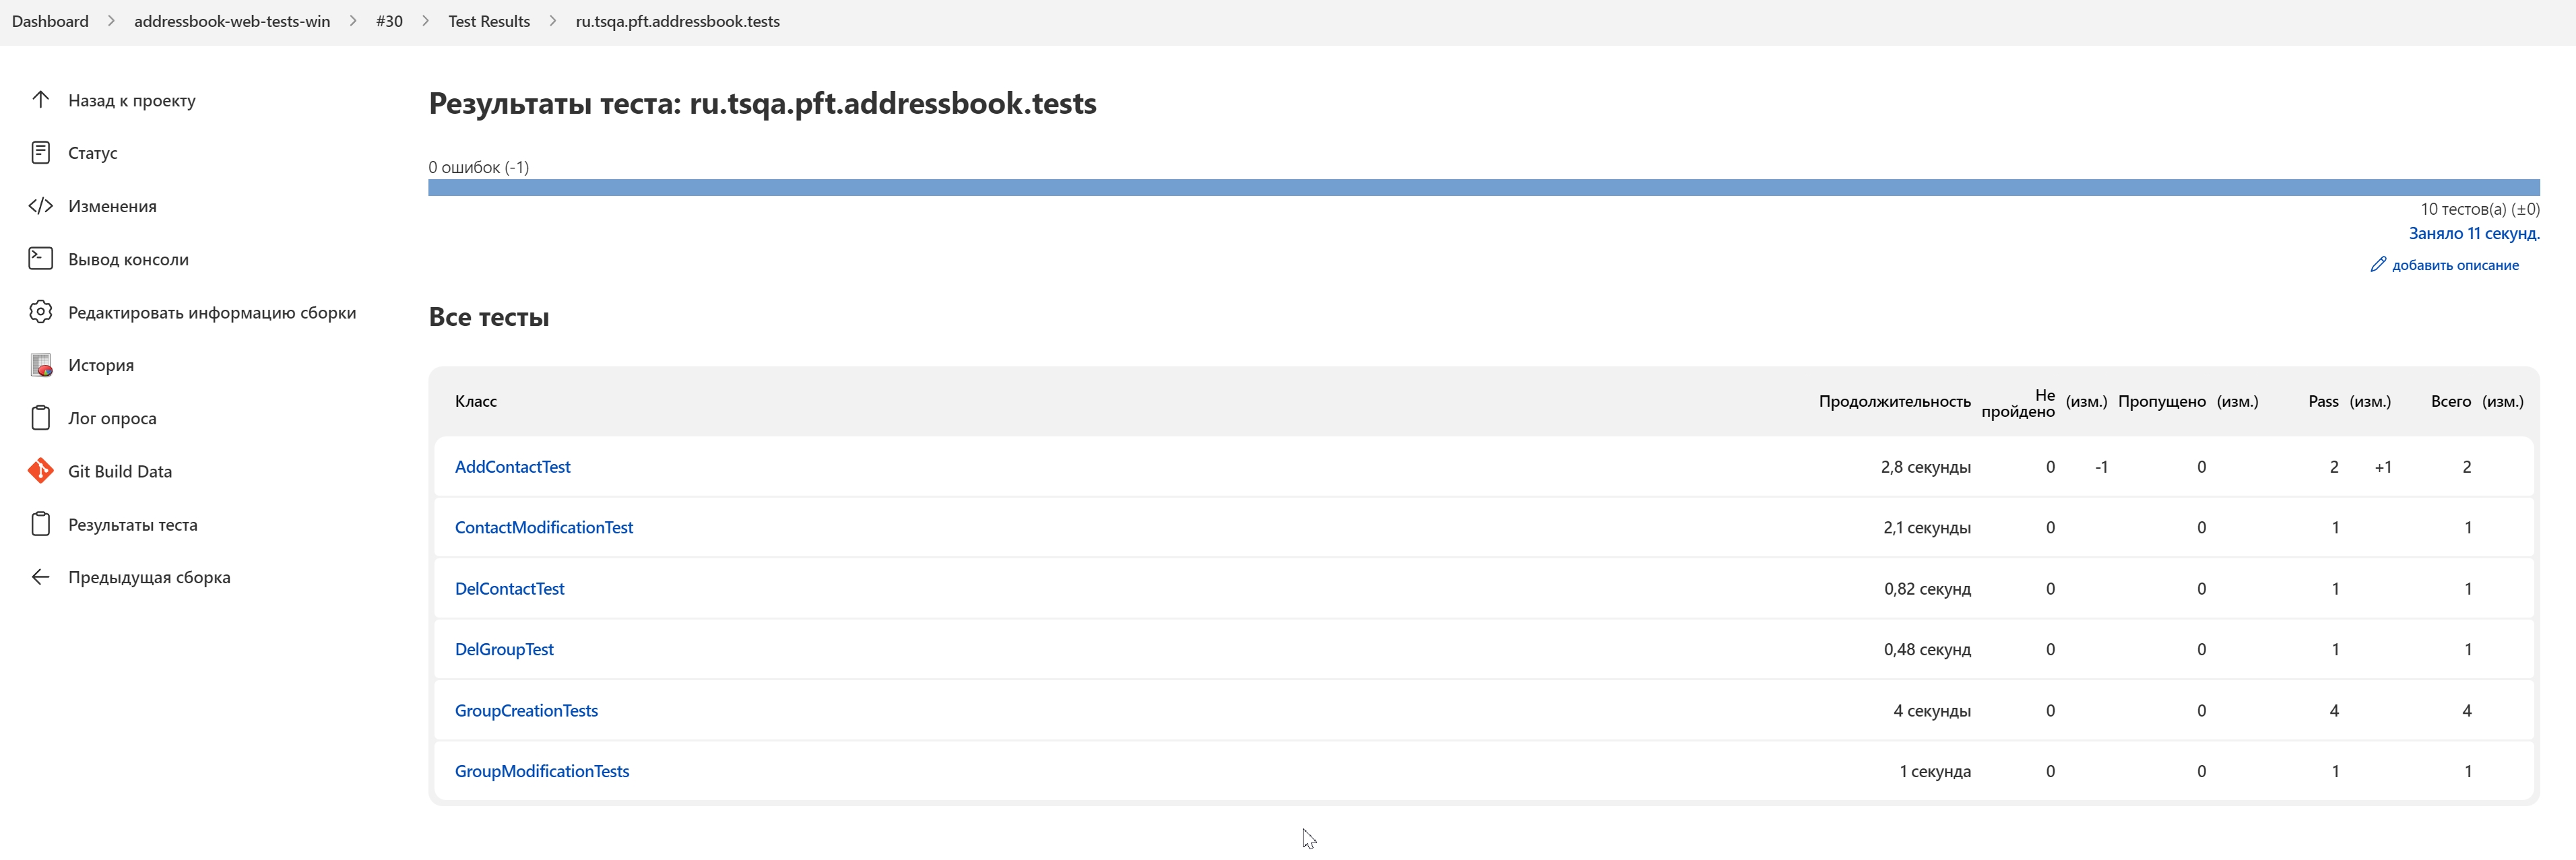 Dashboard > addressbook-web-tests-win > #30 > Test Results > ru.tsqa.pft.addressbook.tests
Назад к проекту
Статус
Изменения
Вывод консоли
Редактировать информацию сборки
История
Лог опроса
Git Build Data
Результаты теста
Предыдущая сборка
Результаты теста: ru.tsqa.pft.addressbook.tests
0 ошибок (-1)
10 тестов(а) (±0)
Заняло 11 секунд.
добавить описание
Все тесты
Класс Продолжительность Не пройдено (изм.) Пропущено (изм.) Pass (изм.) Всего (изм.)
AddContactTest 2,8 секунды 0 -1 0 2 +1 2
ContactModificationTest 2,1 секунды 0 0 1 1
DelContactTest 0,82 секунд 0 0 1 1
DelGroupTest 0,48 секунд 0 0 1 1
GroupCreationTests 4 секунды 0 0 4 4
GroupModificationTests 1 секунда 0 0 1 1